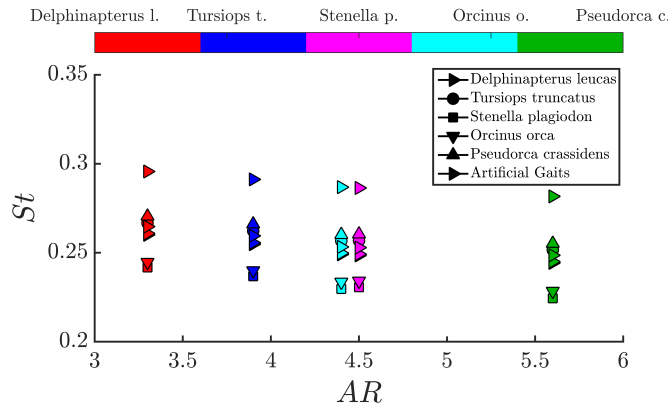 Delphinapterus l. Tursiops t. Stenella p. Orcinus o. Pseudorca c.
0.35
Delphinapterus leucas
Tursiops truncatus
Stenella plagiodon
Orcinus orca
Pseudorca crassidens
Artificial Gaits
0.3
St
0.25
0.2
3 3.5 4 4.5 5 5.5 6
AR